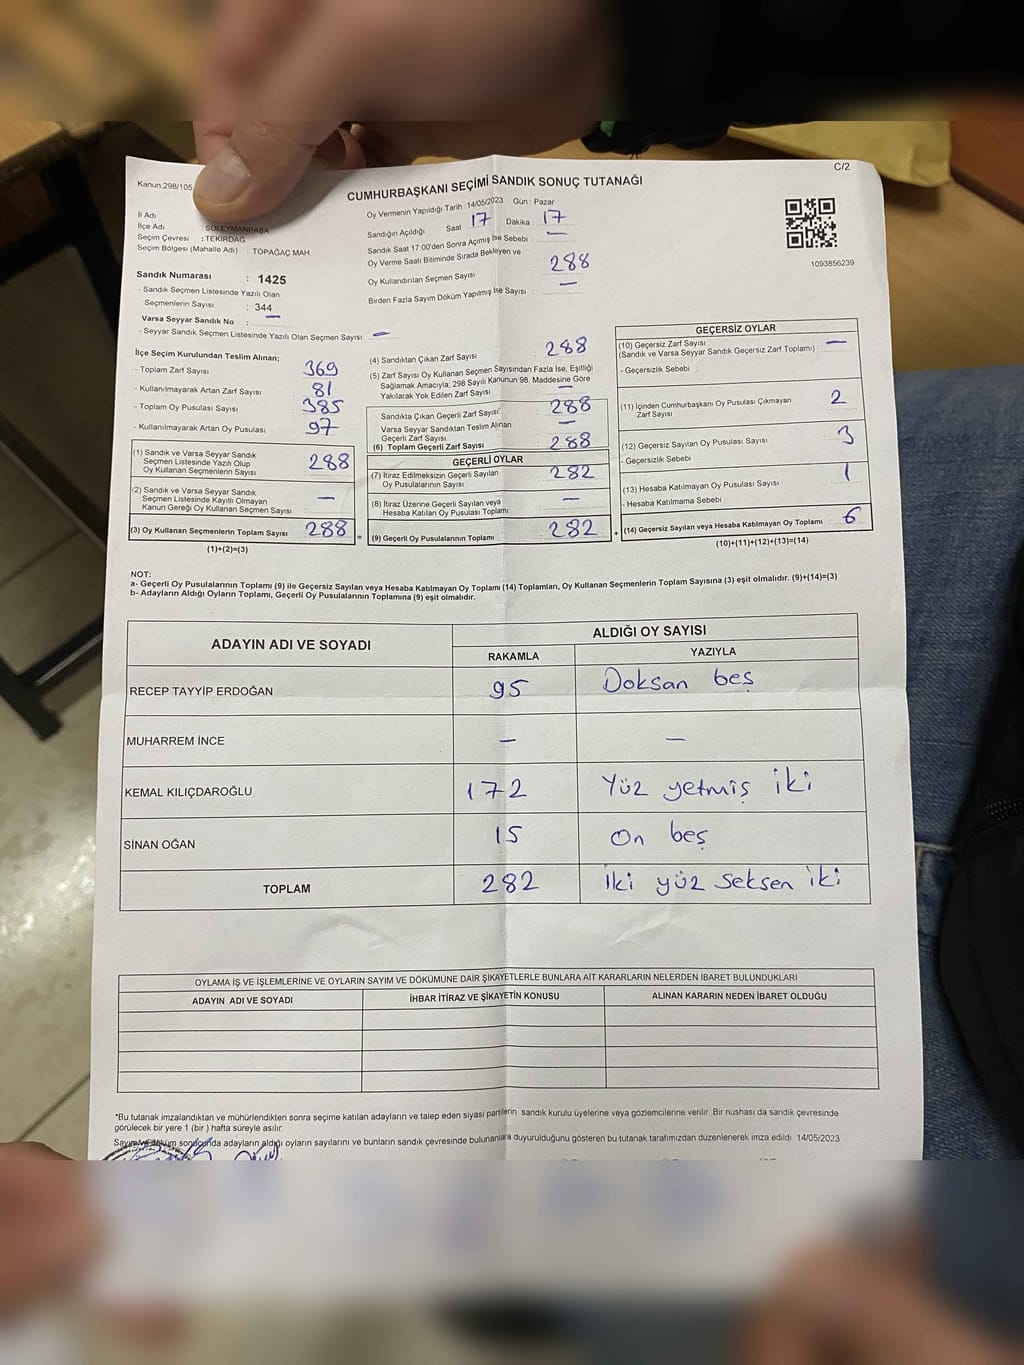 C/2
Kanun,298/105
CUMHURBAŞKANI SEÇİMİ SANDIK SONUÇ TUTANAĞI
İl Adı
İlçe Adı : SÜLEYMANPAŞA
Seçim Çevresi : TEKİRDAĞ
Seçim Bölgesi (Mahalle Adı) : TOPAĞAÇ MAH
Sandık Numarası : 1425
- Sandık Seçmen Listesinde Yazılı Olan
Seçmenlerin Sayısı : 344
Varsa Seyyar Sandık No : —
- Seyyar Sandık Seçmen Listesinde Yazılı Olan Seçmen Sayısı: —
Oy Vermenin Yapıldığı Tarih : 14/05/2023 Gün : Pazar
Sandığın Açıldığı Saat : 17 Dakika : 17
Sandık Saat 17:00'den Sonra Açımış İse Sebebi : —
Oy Verme Saati Bitiminde Sırada Bekleyen ve
Oy Kullandırılan Seçmen Sayısı 288
Birden Fazla Sayım Döküm Yapılmış İse Sayısı : —
1093856239
İlçe Seçim Kurulundan Teslim Alınan;
- Toplam Zarf Sayısı 369
- Kullanılmayarak Artan Zarf Sayısı 81
- Toplam Oy Pusulası Sayısı 385
- Kullanılmayarak Artan Oy Pusulası 97
(1) Sandık ve Varsa Seyyar Sandık
Seçmen Listesinde Yazılı Olup
Oy Kullanan Seçmenlerin Sayısı 288
(2) Sandık ve Varsa Seyyar Sandık
Seçmen Listesinde Kayıtlı Olmayan
Kanun Gereği Oy Kullanan Seçmen Sayısı —
(3) Oy Kullanan Seçmenlerin Toplam Sayısı 288 =
(1)+(2)=(3)
(4) Sandıktan Çıkan Zarf Sayısı 288
(5) Zarf Sayısı Oy Kullanan Seçmen Sayısından Fazla İse, Eşitliği
Sağlamak Amacıyla; 298 Sayılı Kanunun 98. Maddesine Göre
Yakılarak Yok Edilen Zarf Sayısı —
Sandıkta Çıkan Geçerli Zarf Sayısı 288
Varsa Seyyar Sandıktan Teslim Alınan
Geçerli Zarf Sayısı —
(6) Toplam Geçerli Zarf Sayısı 288
GEÇERLİ OYLAR
(7) İtiraz Edilmeksizin Geçerli Sayılan
Oy Pusulalarının Sayısı 282
(8) İtiraz Üzerine Geçerli Sayılan veya
Hesaba Katılan Oy Pusulası Toplamı —
(9) Geçerli Oy Pusulalarının Toplamı 282 +
GEÇERSİZ OYLAR
(10) Geçersiz Zarf Sayısı —
(Sandık ve Varsa Seyyar Sandık Geçersiz Zarf Toplamı)
- Geçersizlik Sebebi :
(11) İçinden Cumhurbaşkanı Oy Pusulası Çıkmayan
Zarf Sayısı 2
(12) Geçersiz Sayılan Oy Pusulası Sayısı 3
- Geçersizlik Sebebi
(13) Hesaba Katılmayan Oy Pusulası Sayısı 1
- Hesaba Katılmama Sebebi :
(14) Geçersiz Sayılan veya Hesaba Katılmayan Oy Toplamı 6
(10)+(11)+(12)+(13)=(14)
NOT:
a- Geçerli Oy Pusulalarının Toplamı (9) ile Geçersiz Sayılan veya Hesaba Katılmayan Oy Toplamı (14) Toplamları, Oy Kullanan Seçmenlerin Toplam Sayısına (3) eşit olmalıdır. (9)+(14)=(3)
b- Adayların Aldığı Oyların Toplamı, Geçerli Oy Pusulalarının Toplamına (9) eşit olmalıdır.
ADAYIN ADI VE SOYADI ALDIĞI OY SAYISI
RAKAMLA YAZIYLA
RECEP TAYYİP ERDOĞAN 95 Doksan beş
MUHARREM İNCE — —
KEMAL KILIÇDAROĞLU 172 Yüz yetmiş iki
SİNAN OĞAN 15 On beş
TOPLAM 282 İki yüz seksen iki
OYLAMA İŞ VE İŞLEMLERİNE VE OYLARIN SAYIM VE DÖKÜMÜNE DAİR ŞİKAYETLERLE BUNLARA AİT KARARLARIN NELERDEN İBARET BULUNDUKLARI
ADAYIN ADI VE SOYADI İHBAR İTİRAZ VE ŞİKAYETİN KONUSU ALINAN KARARIN NEDEN İBARET OLDUĞU
*Bu tutanak imzalandıktan ve mühürlendikten sonra seçime katılan adayların ve talep eden siyasi partilerin sandık kurulu üyelerine veya gözlemcilerine verilir. Bir nüshası da sandık çevresinde
görülecek bir yere 1 (bir ) hafta süreyle asılır.
Sayım ve döküm sonucunda adayların aldığı oyların sayılarını ve bunların sandık çevresinde bulunanlara duyurulduğunu gösteren bu tutanak tarafımızdan düzenlenerek imza edildi. 14/05/2023